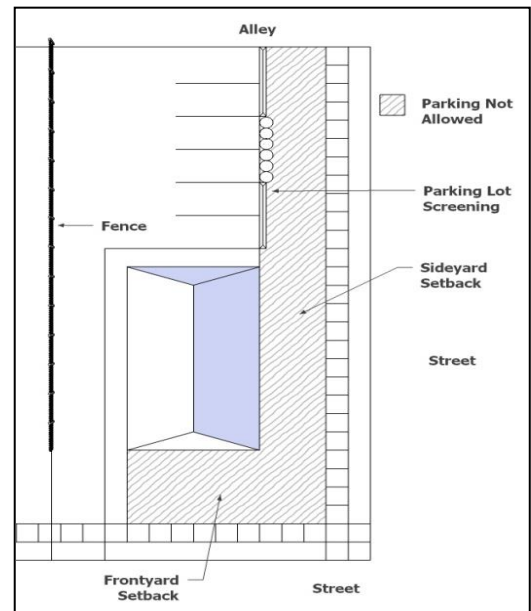 Alley
Parking Not
Allowed
Parking Lot
Screening
Fence
Sideyard
Setback
Street
Frontyard
Setback
Street